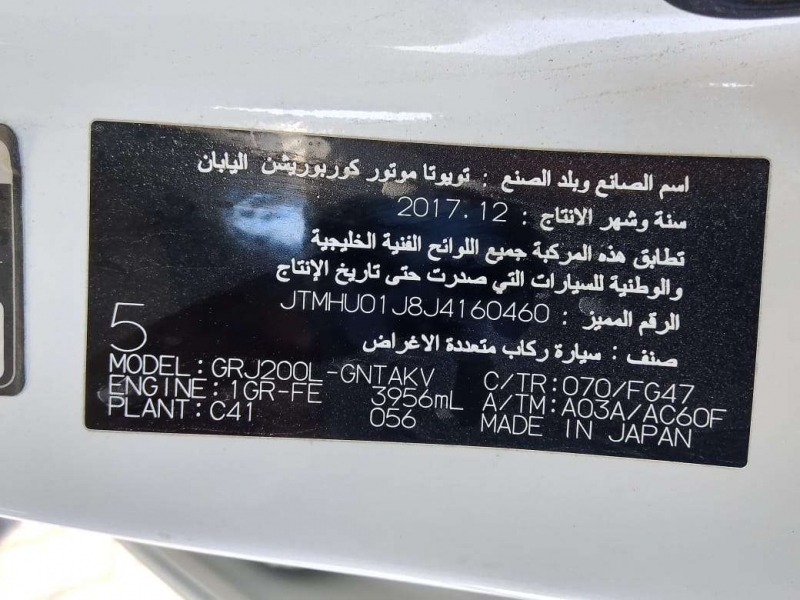 اسم الصانع وبلد الصنع : تويوتا موتور كوربوريشن اليابان
سنة وشهر الانتاج : 2017.12
تطابق هذه المركبة جميع اللوائح الفنية الخليجية
والوطنية للسيارات التي صدرت حتى تاريخ الإنتاج
الرقم المميز : JTMHU01J8J4160460
صنف : سيارة ركاب متعددة الاغراض
5
MODEL: GRJ200L-GNTAKV C/TR: 070/FG47
ENGINE: 1GR-FE 3956mL A/TM: A03A/AC60F
PLANT: C41 056 MADE IN JAPAN